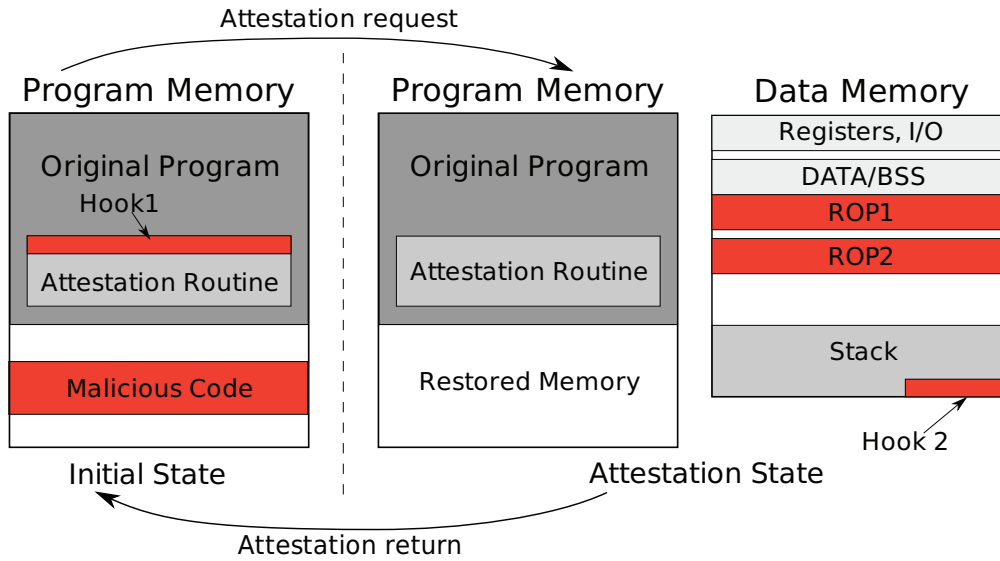 Attestation request
Program Memory
Program Memory
Data Memory
Original Program
Hook1
Attestation Routine
Malicious Code
Original Program
Attestation Routine
Restored Memory
Registers, I/O
DATA/BSS
ROP1
ROP2
Stack
Hook 2
Initial State
Attestation State
Attestation return